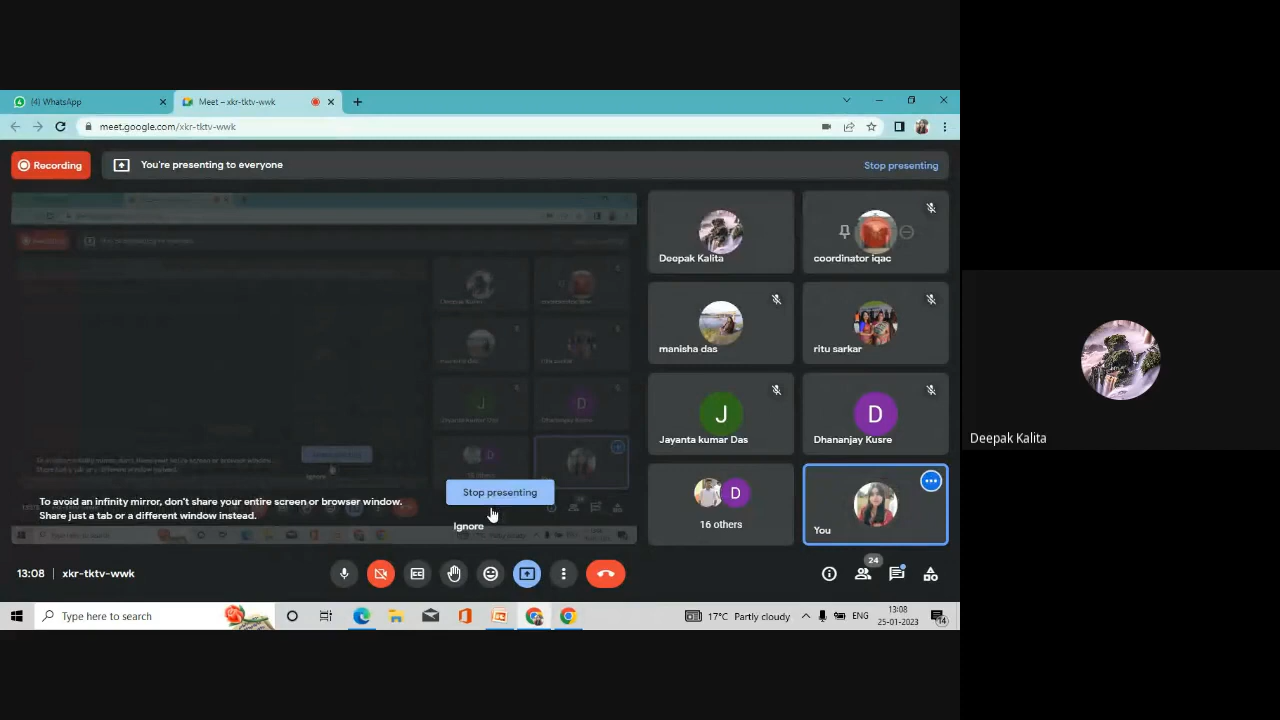 (4) WhatsApp
Meet – xkr-tktv-wwk
meet.google.com/xkr-tktv-wwk
Recording
You're presenting to everyone
Stop presenting
Deepak Kalita
coordinator iqac
manisha das
ritu sarkar
J
Jayanta kumar Das
D
Dhananjay Kusre
D
16 others
You
To avoid an infinity mirror, don't share your entire screen or browser window.
Share just a tab or a different window instead.
Stop presenting
Ignore
13:08 | xkr-tktv-wwk
24
Type here to search
17°C Partly cloudy
ENG
13:08
25-01-2023
14
Deepak Kalita